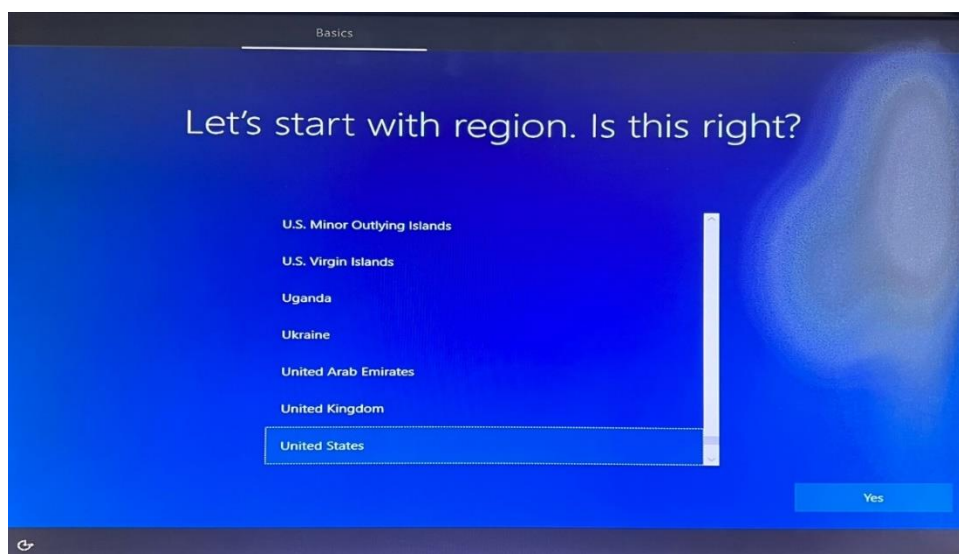 Basics
Let's start with region. Is this right?
U.S. Minor Outlying Islands
U.S. Virgin Islands
Uganda
Ukraine
United Arab Emirates
United Kingdom
United States
Yes